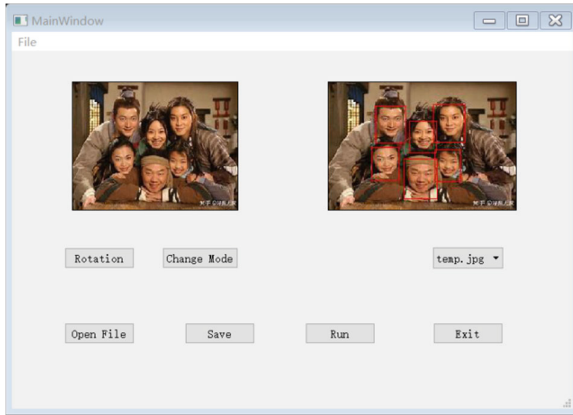 MainWindow
File
Rotation
Change Mode
temp.jpg
Open File
Save
Run
Exit